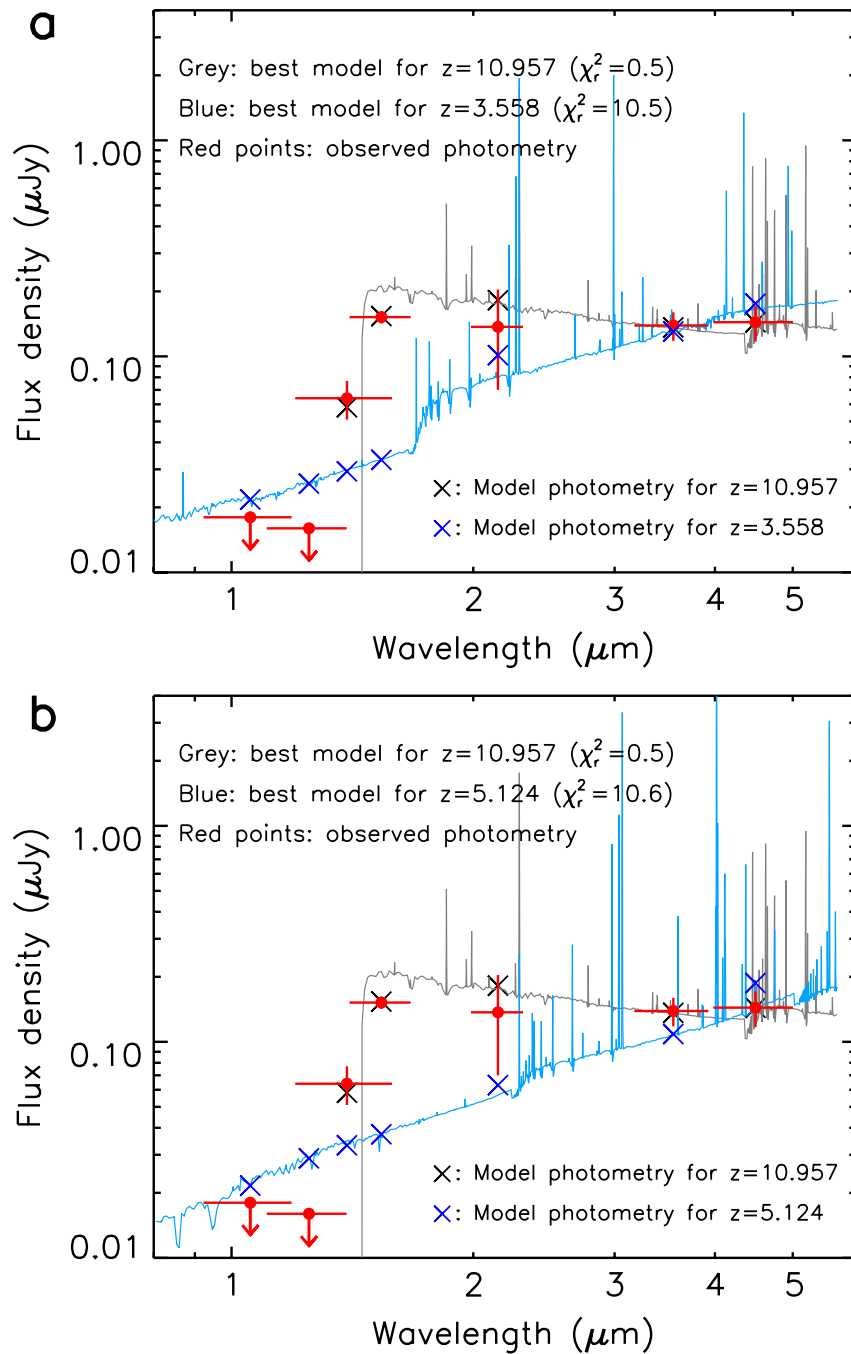 a
Grey: best model for z=10.957 (χ²ᵣ=0.5)
Blue: best model for z=3.558 (χ²ᵣ=10.5)
Red points: observed photometry
1.00
0.10
0.01
Flux density (μJy)
×: Model photometry for z=10.957
×: Model photometry for z=3.558
1 2 3 4 5
Wavelength (μm)
b
Grey: best model for z=10.957 (χ²ᵣ=0.5)
Blue: best model for z=5.124 (χ²ᵣ=10.6)
Red points: observed photometry
1.00
0.10
0.01
Flux density (μJy)
×: Model photometry for z=10.957
×: Model photometry for z=5.124
1 2 3 4 5
Wavelength (μm)